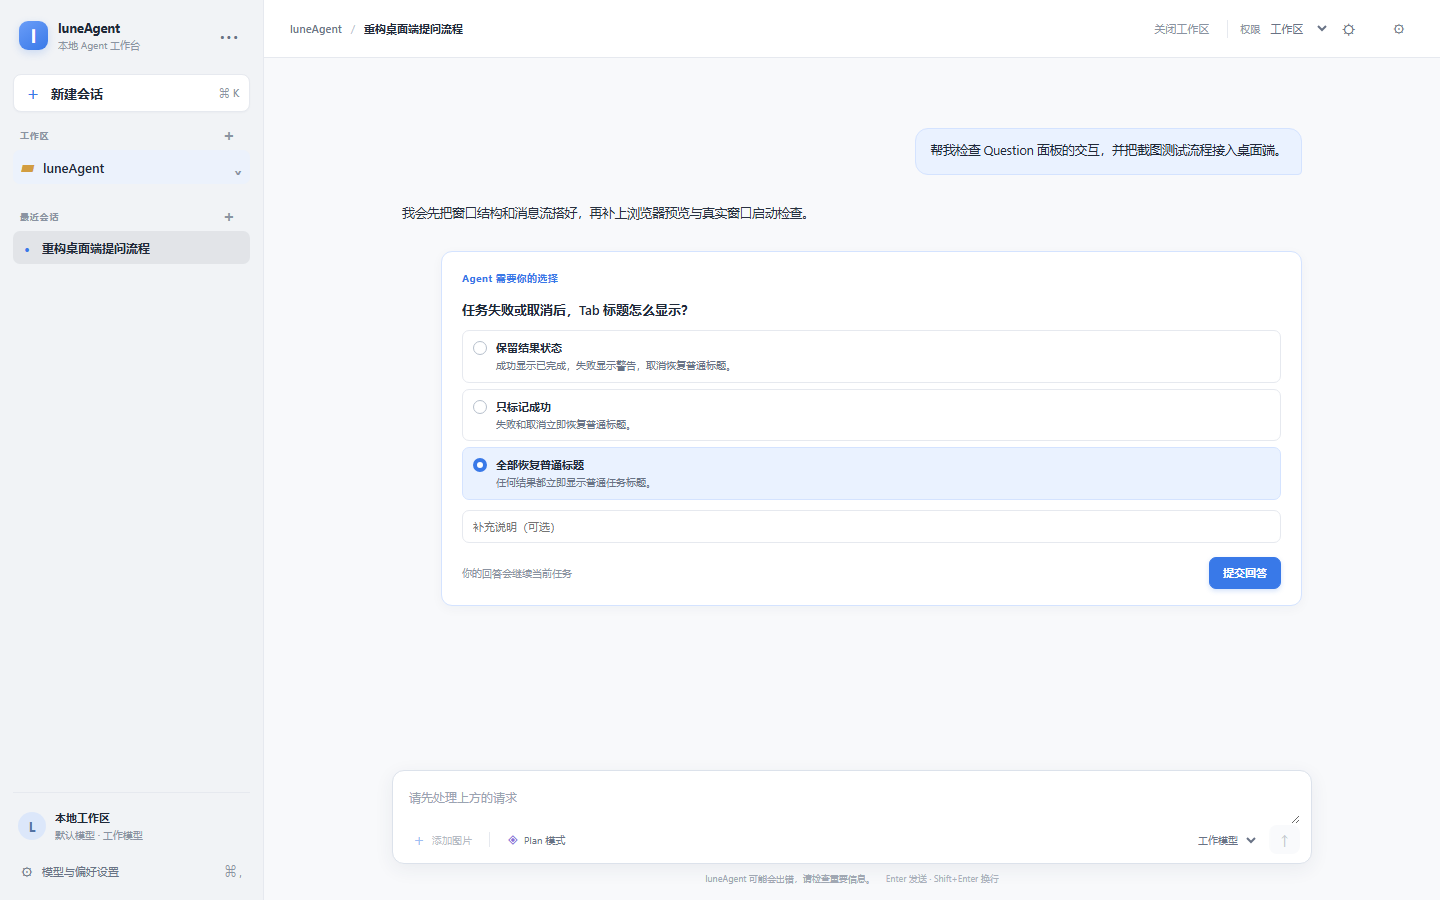 l
luneAgent
本地 Agent 工作台
+ 新建会话 ⌘ K
工作区 +
luneAgent
最近会话 +
重构桌面端提问流程
L
本地工作区
默认模型 · 工作模型
模型与偏好设置 ⌘ ,
luneAgent / 重构桌面端提问流程
关闭工作区 权限 工作区
帮我检查 Question 面板的交互，并把截图测试流程接入桌面端。
我会先把窗口结构和消息流搭好，再补上浏览器预览与真实窗口启动检查。
Agent 需要你的选择
任务失败或取消后，Tab 标题怎么显示？
保留结果状态
成功显示已完成，失败显示警告，取消恢复普通标题。
只标记成功
失败和取消立即恢复普通标题。
全部恢复普通标题
任何结果都立即显示普通任务标题。
补充说明（可选）
你的回答会继续当前任务 提交回答
请先处理上方的请求
+ 添加图片 Plan 模式 工作模型 ↑
luneAgent 可能会出错，请检查重要信息。 Enter 发送 · Shift+Enter 换行